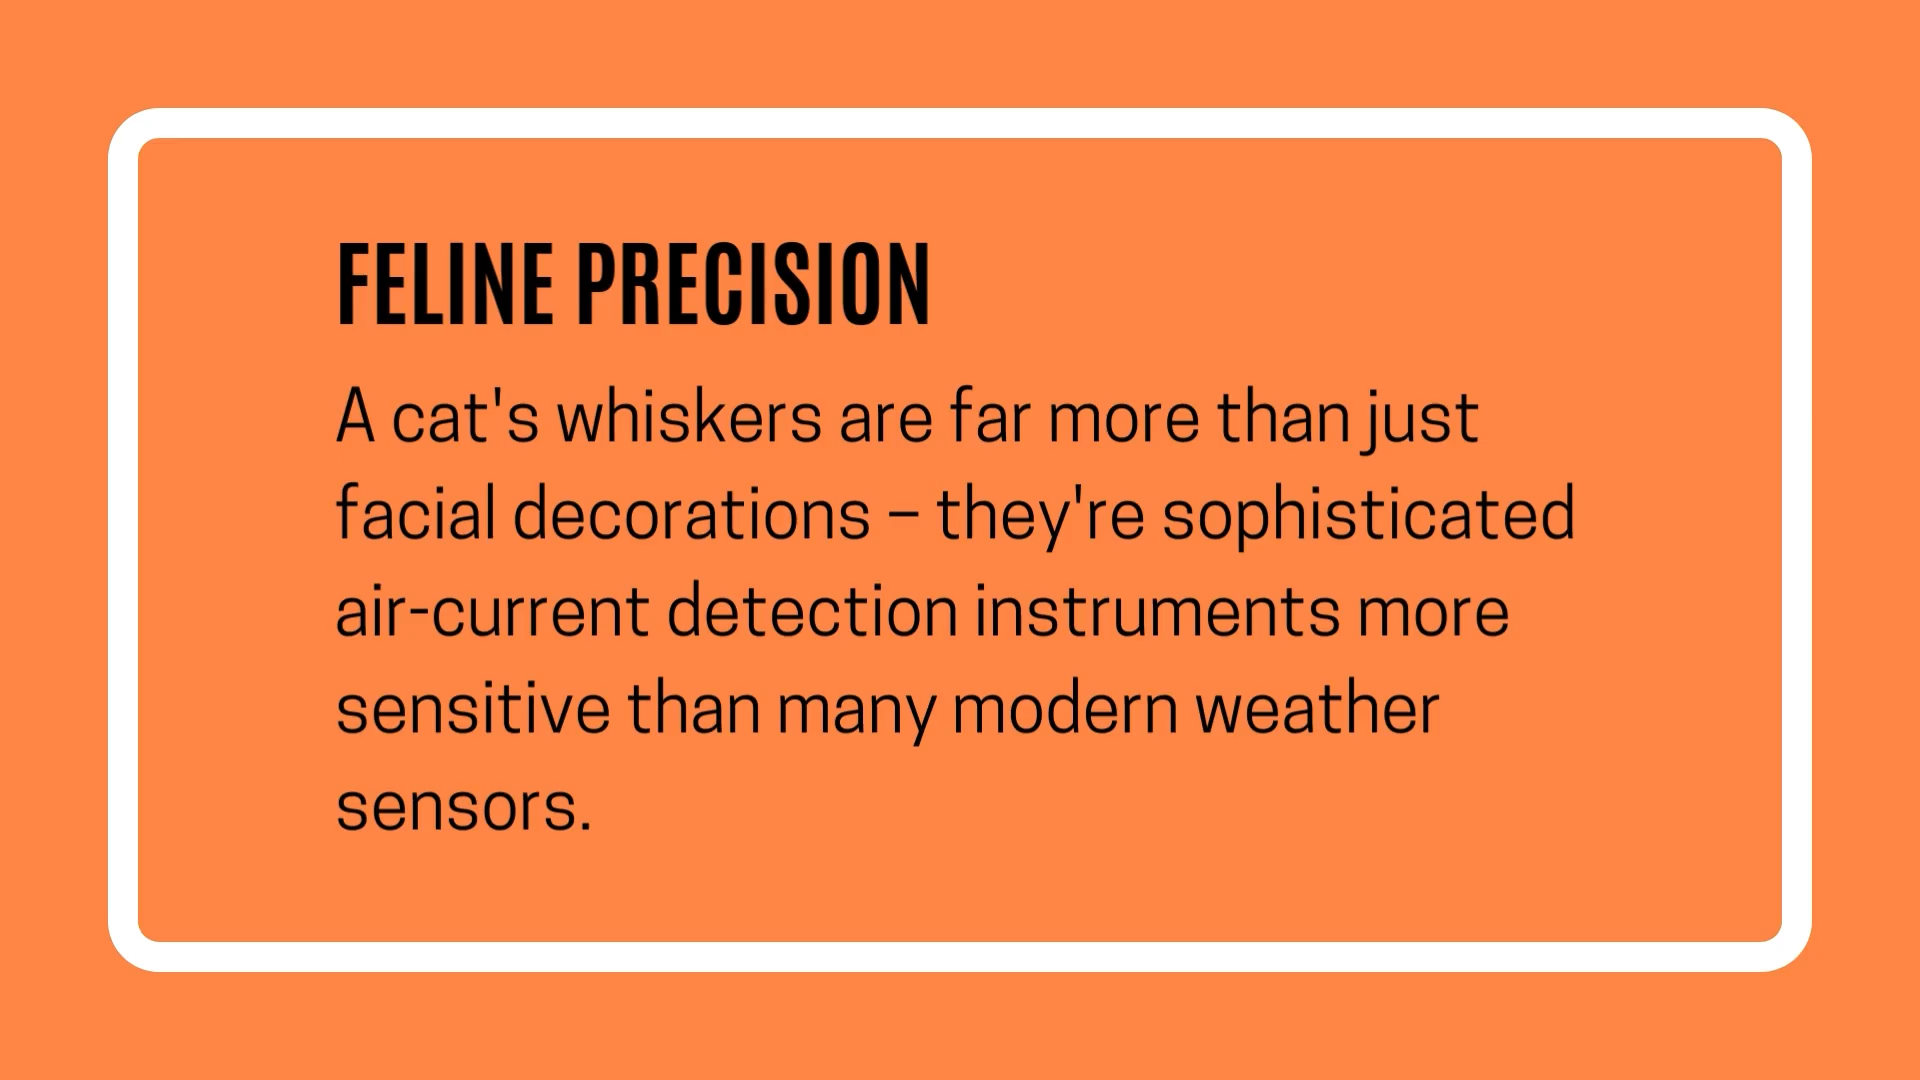 FELINE PRECISION
A cat's whiskers are far more than just
facial decorations – they're sophisticated
air-current detection instruments more
sensitive than many modern weather
sensors.